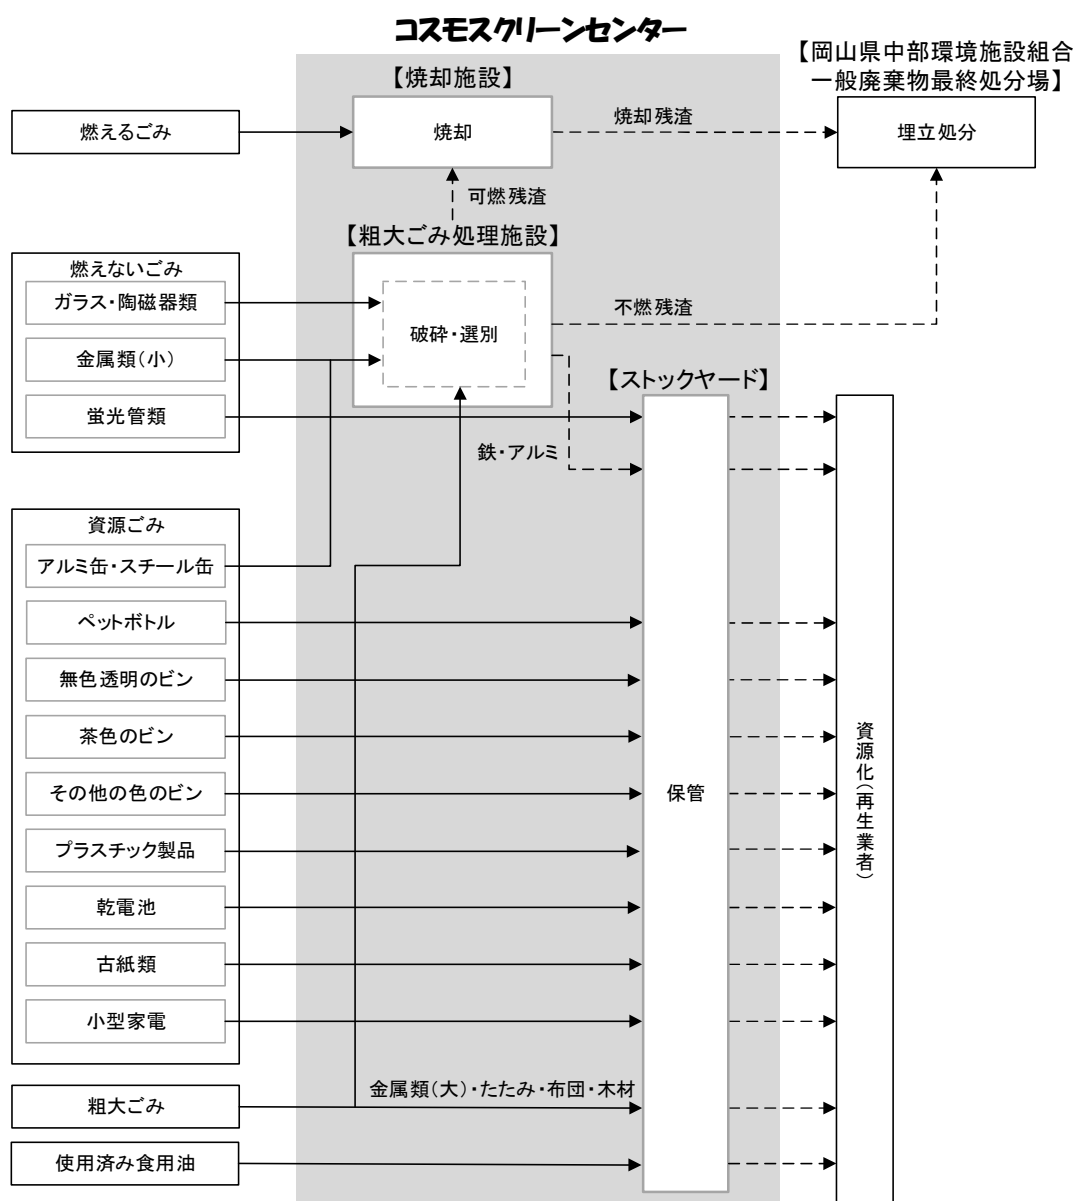 コスモスクリーンセンター
【岡山県中部環境施設組合
一般廃棄物最終処分場】
【焼却施設】
燃えるごみ
焼却
焼却残渣
埋立処分
可燃残渣
【粗大ごみ処理施設】
燃えないごみ
ガラス・陶磁器類
破砕・選別
不燃残渣
金属類(小)
【ストックヤード】
蛍光管類
鉄・アルミ
資源ごみ
アルミ缶・スチール缶
ペットボトル
無色透明のビン
茶色のビン
その他の色のビン
保管
資源化(再生業者)
プラスチック製品
乾電池
古紙類
小型家電
金属類(大)・たたみ・布団・木材
粗大ごみ
使用済み食用油